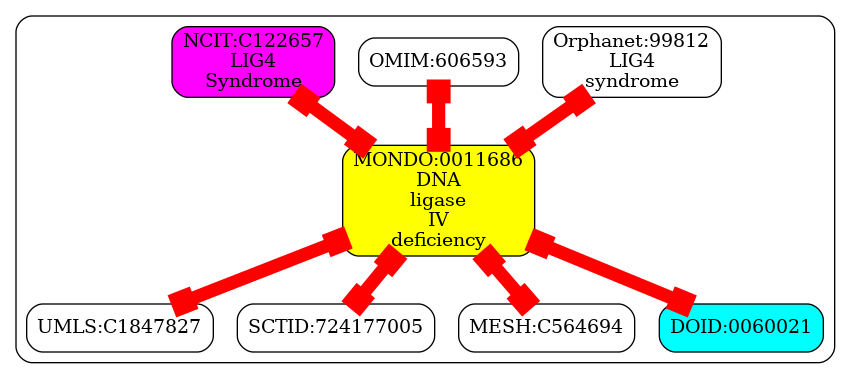 NCIT:C122657
LIG4
Syndrome
OMIM:606593
Orphanet:99812
LIG4
syndrome
MONDO:0011686
DNA
ligase
IV
deficiency
UMLS:C1847827
SCTID:724177005
MESH:C564694
DOID:0060021